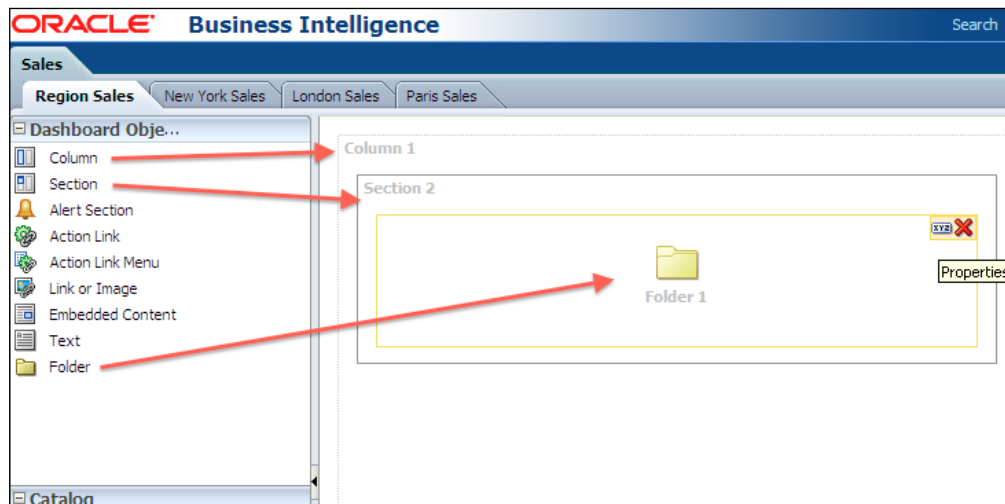 ORACLE Business Intelligence
Search
Sales
Region Sales
New York Sales
London Sales
Paris Sales
Dashboard Obje...
Column
Section
Alert Section
Action Link
Action Link Menu
Link or Image
Embedded Content
Text
Folder
Catalog
Column 1
Section 2
XYZ
Properties
Folder 1